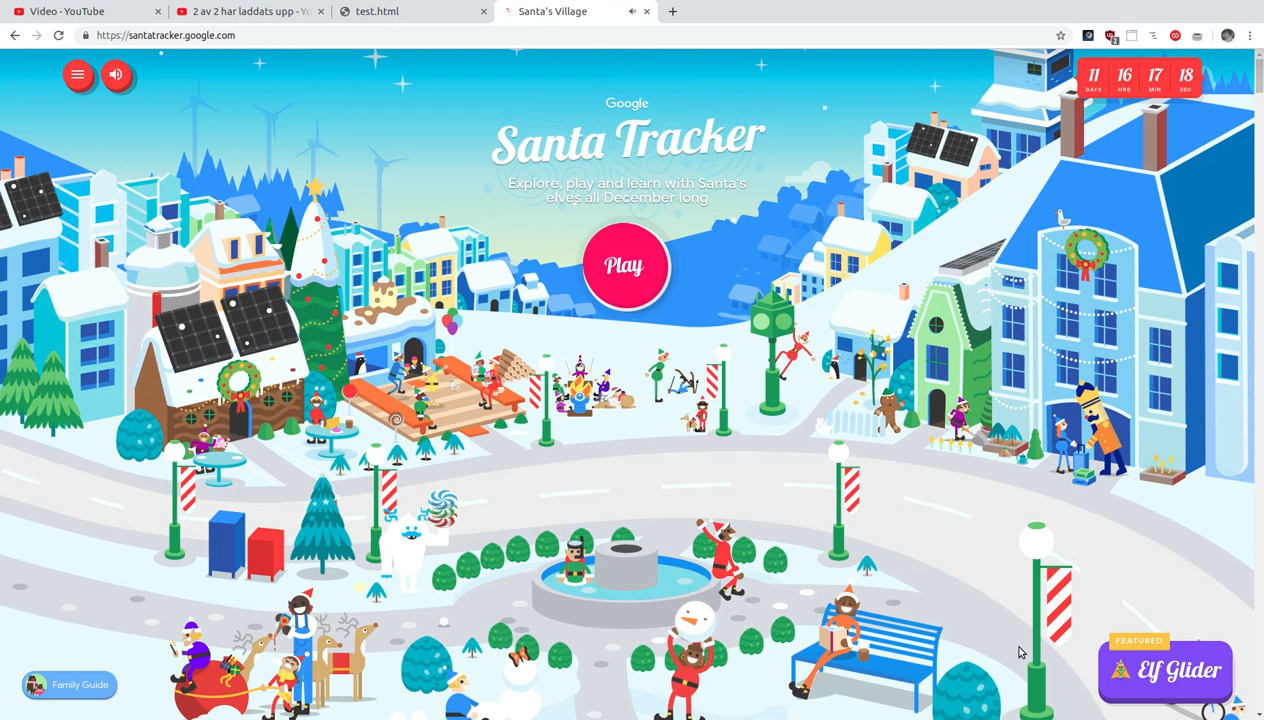 Video - YouTube
2 av 2 har laddats upp - Yo
test.html
Santa's Village
https://santatracker.google.com
2
11 16 17 18
DAYS HRS MIN SEC
Google
Santa Tracker
Explore, play and learn with Santa's
elves all December long
Play
FEATURED
Elf Glider
Family Guide